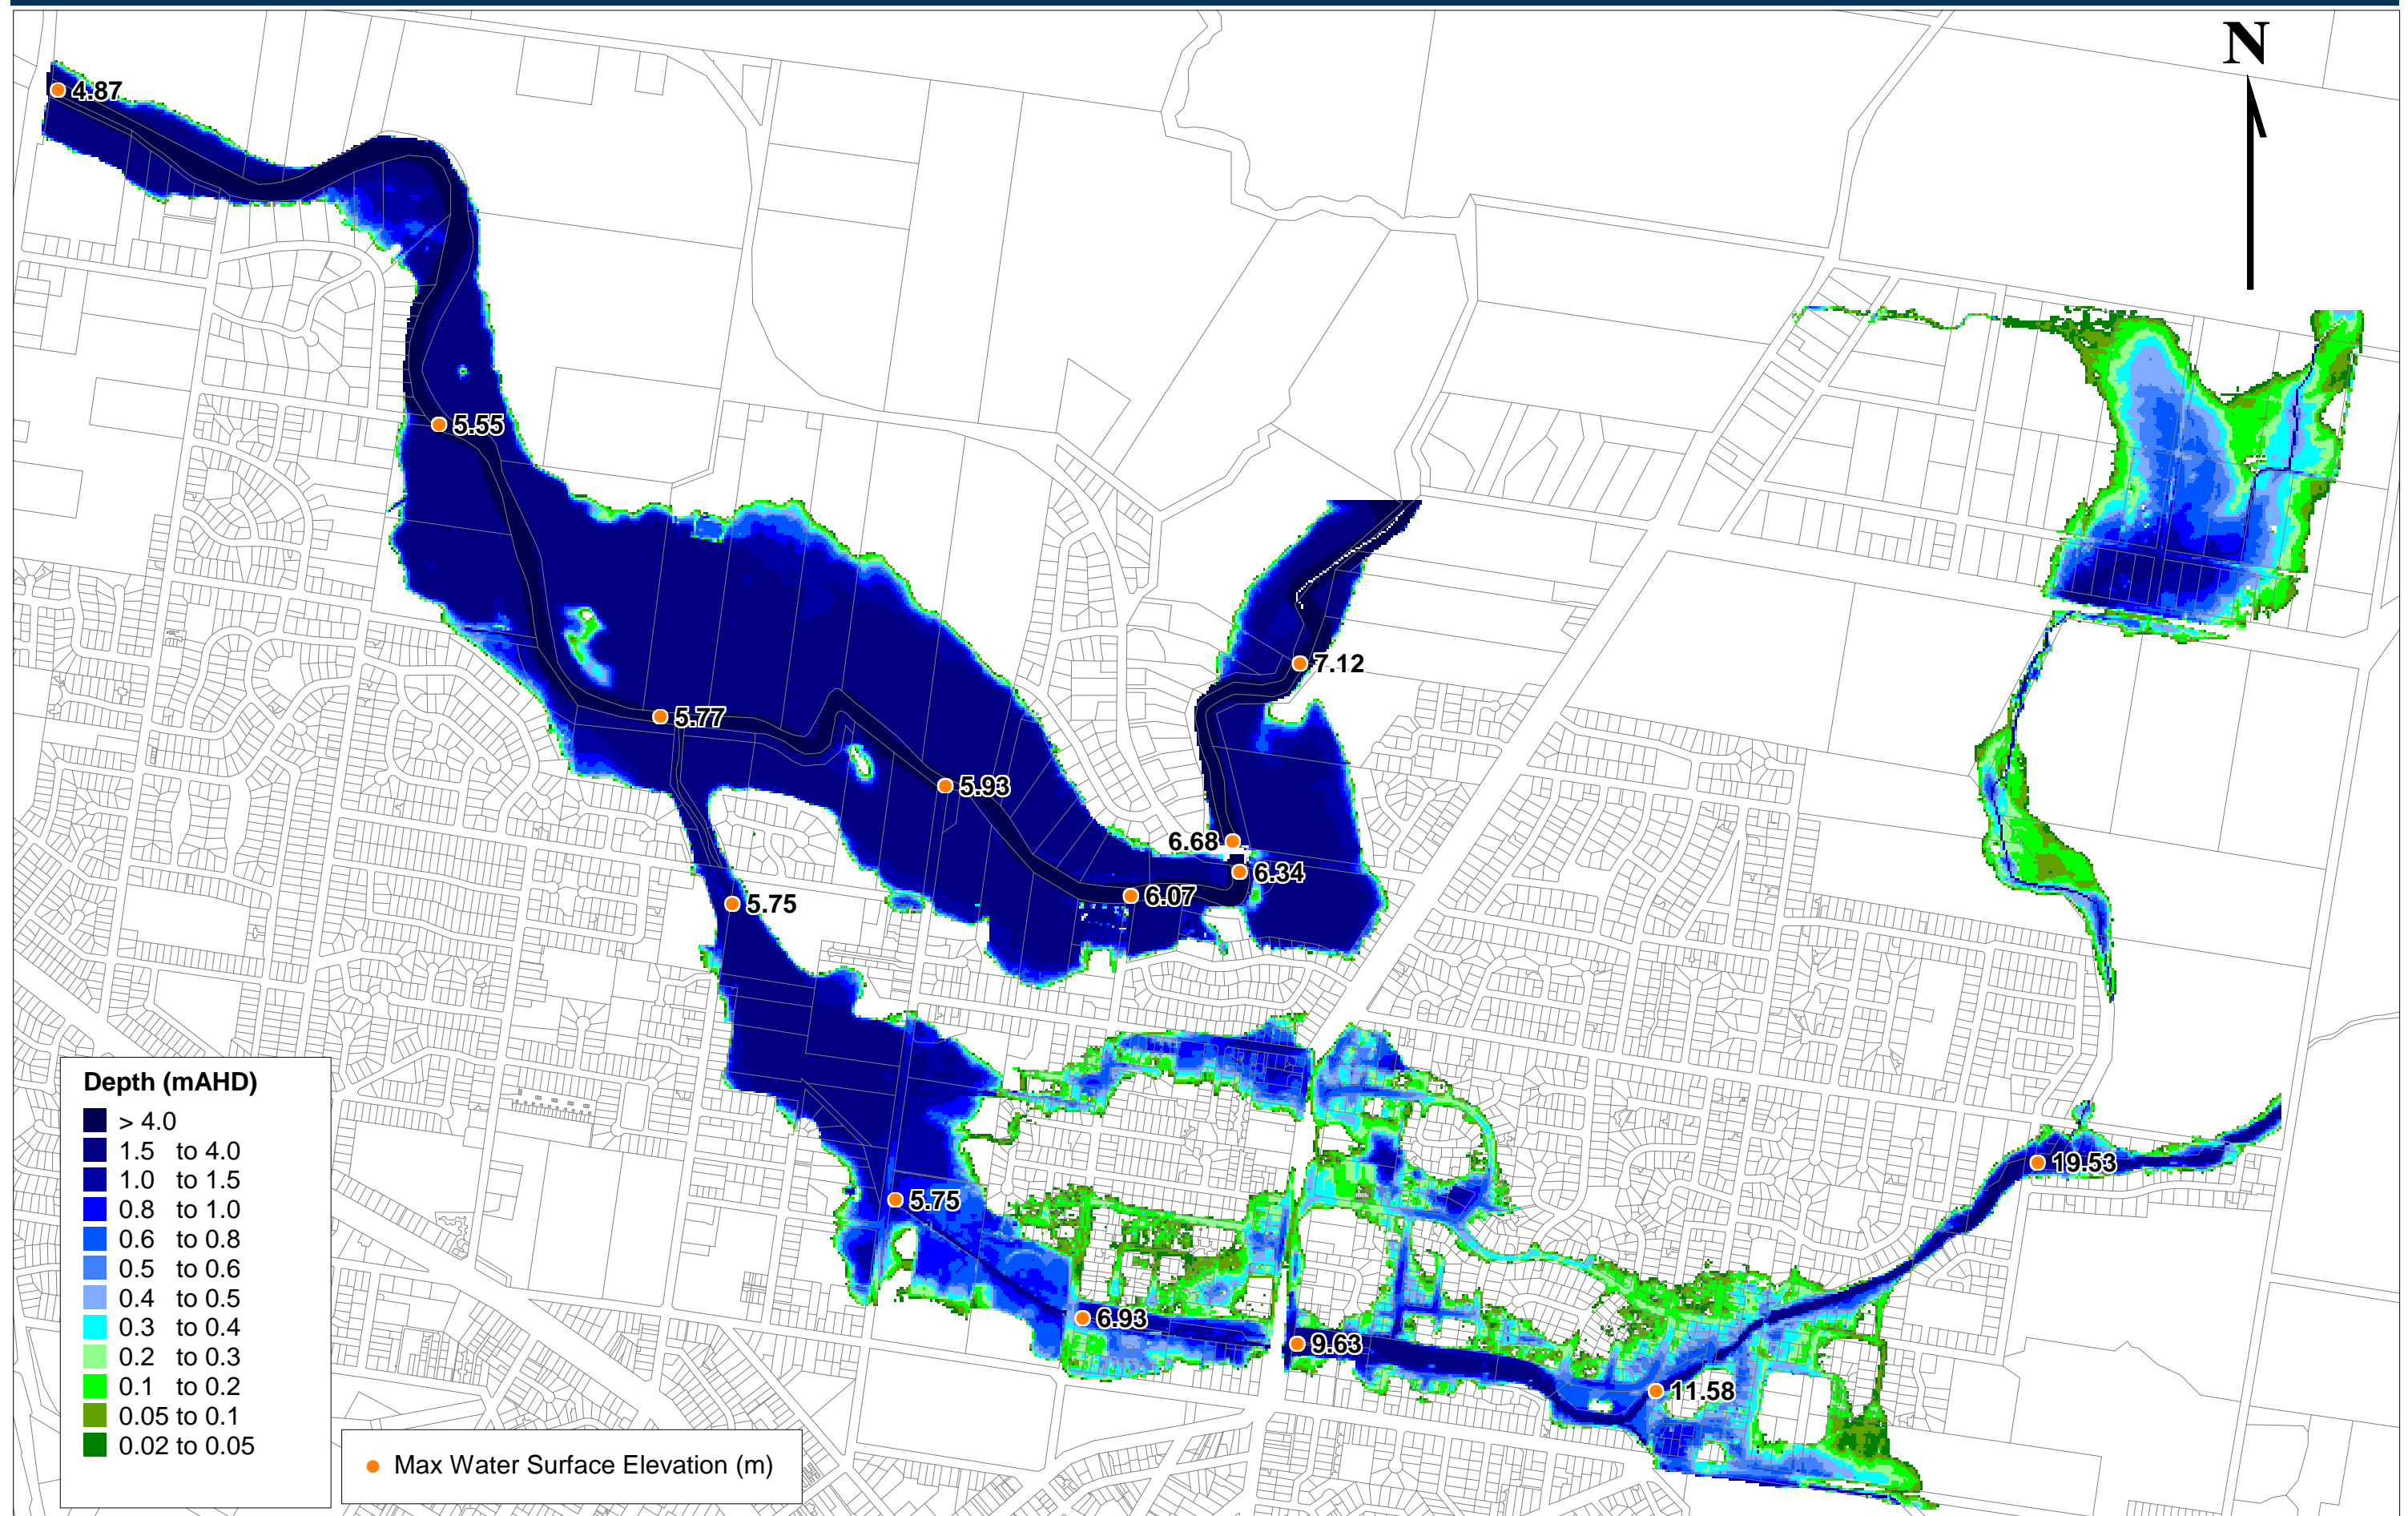 N
4.87
5.55
7.12
5.77
5.93
6.68
6.34
6.07
5.75
19.53
5.75
6.93
9.63
11.58
Depth (mAHD)
> 4.0
1.5 to 4.0
1.0 to 1.5
0.8 to 1.0
0.6 to 0.8
0.5 to 0.6
0.4 to 0.5
0.3 to 0.4
0.2 to 0.3
0.1 to 0.2
0.05 to 0.1
0.02 to 0.05
Max Water Surface Elevation (m)